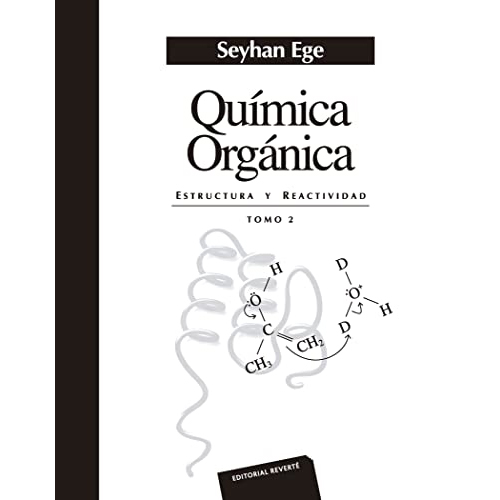 Seyhan Ege
Química
Orgánica
ESTRUCTURA Y REACTIVIDAD
TOMO 2
H
D
Ö
:O+
H
C
D
CH2
CH3
EDITORIAL REVERTÉ